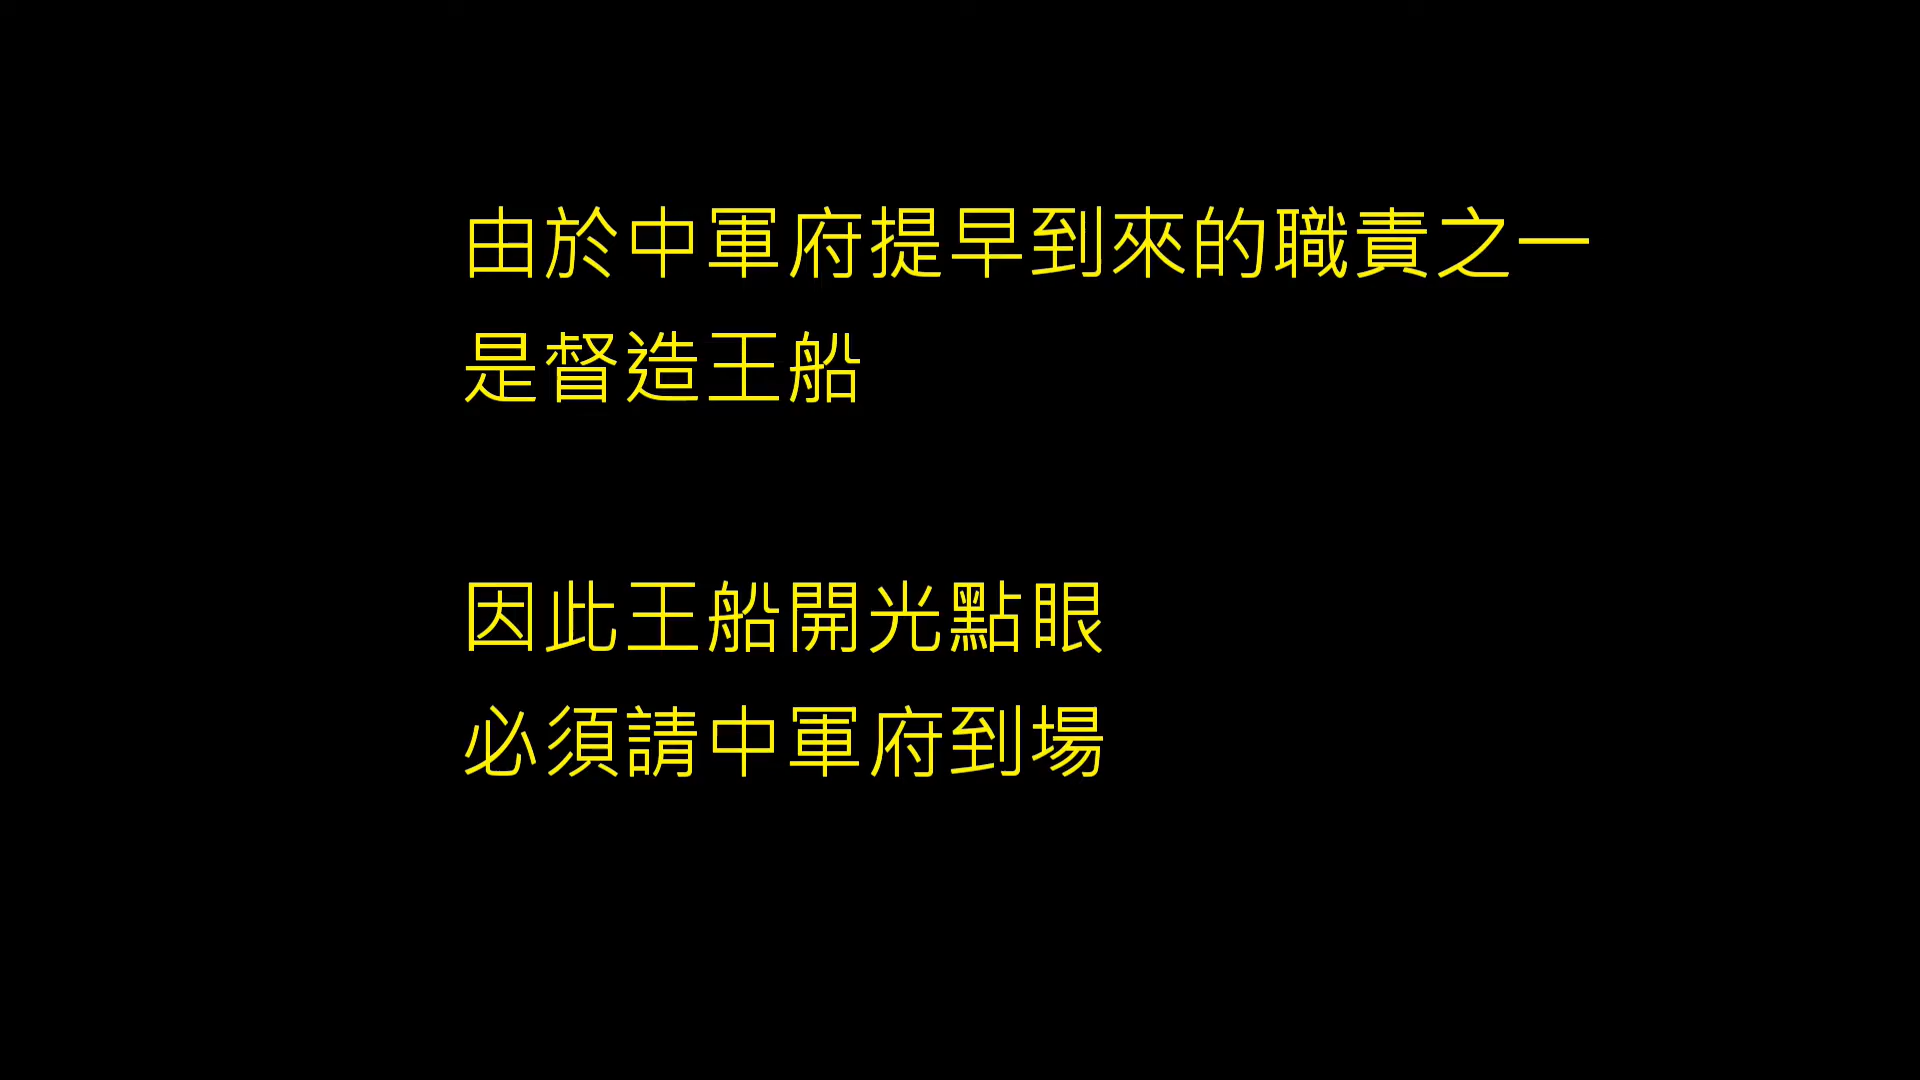 由於中軍府提早到來的職責之一
是督造王船
因此王船開光點眼
必須請中軍府到場